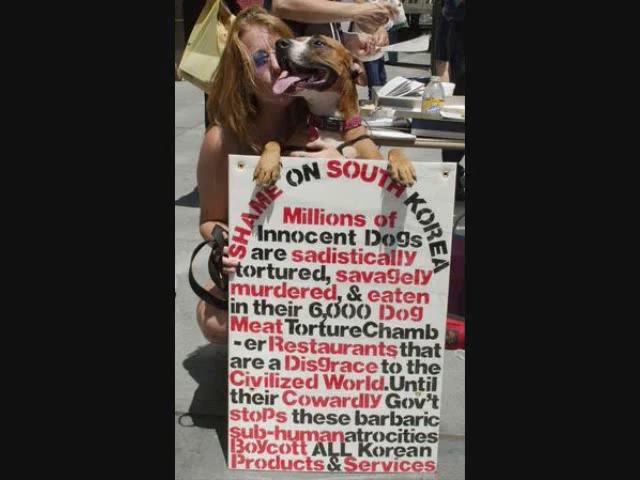 SHAME ON SOUTH KOREA
Millions of
Innocent Dogs
are sadistically
tortured, savagely
murdered, & eaten
in their 6,000 Dog
Meat TortureChamb
-er Restaurants that
are a Disgrace to the
Civilized World. Until
their Cowardly Gov't
stops these barbaric
sub-human atrocities
Boycott ALL Korean
Products & Services